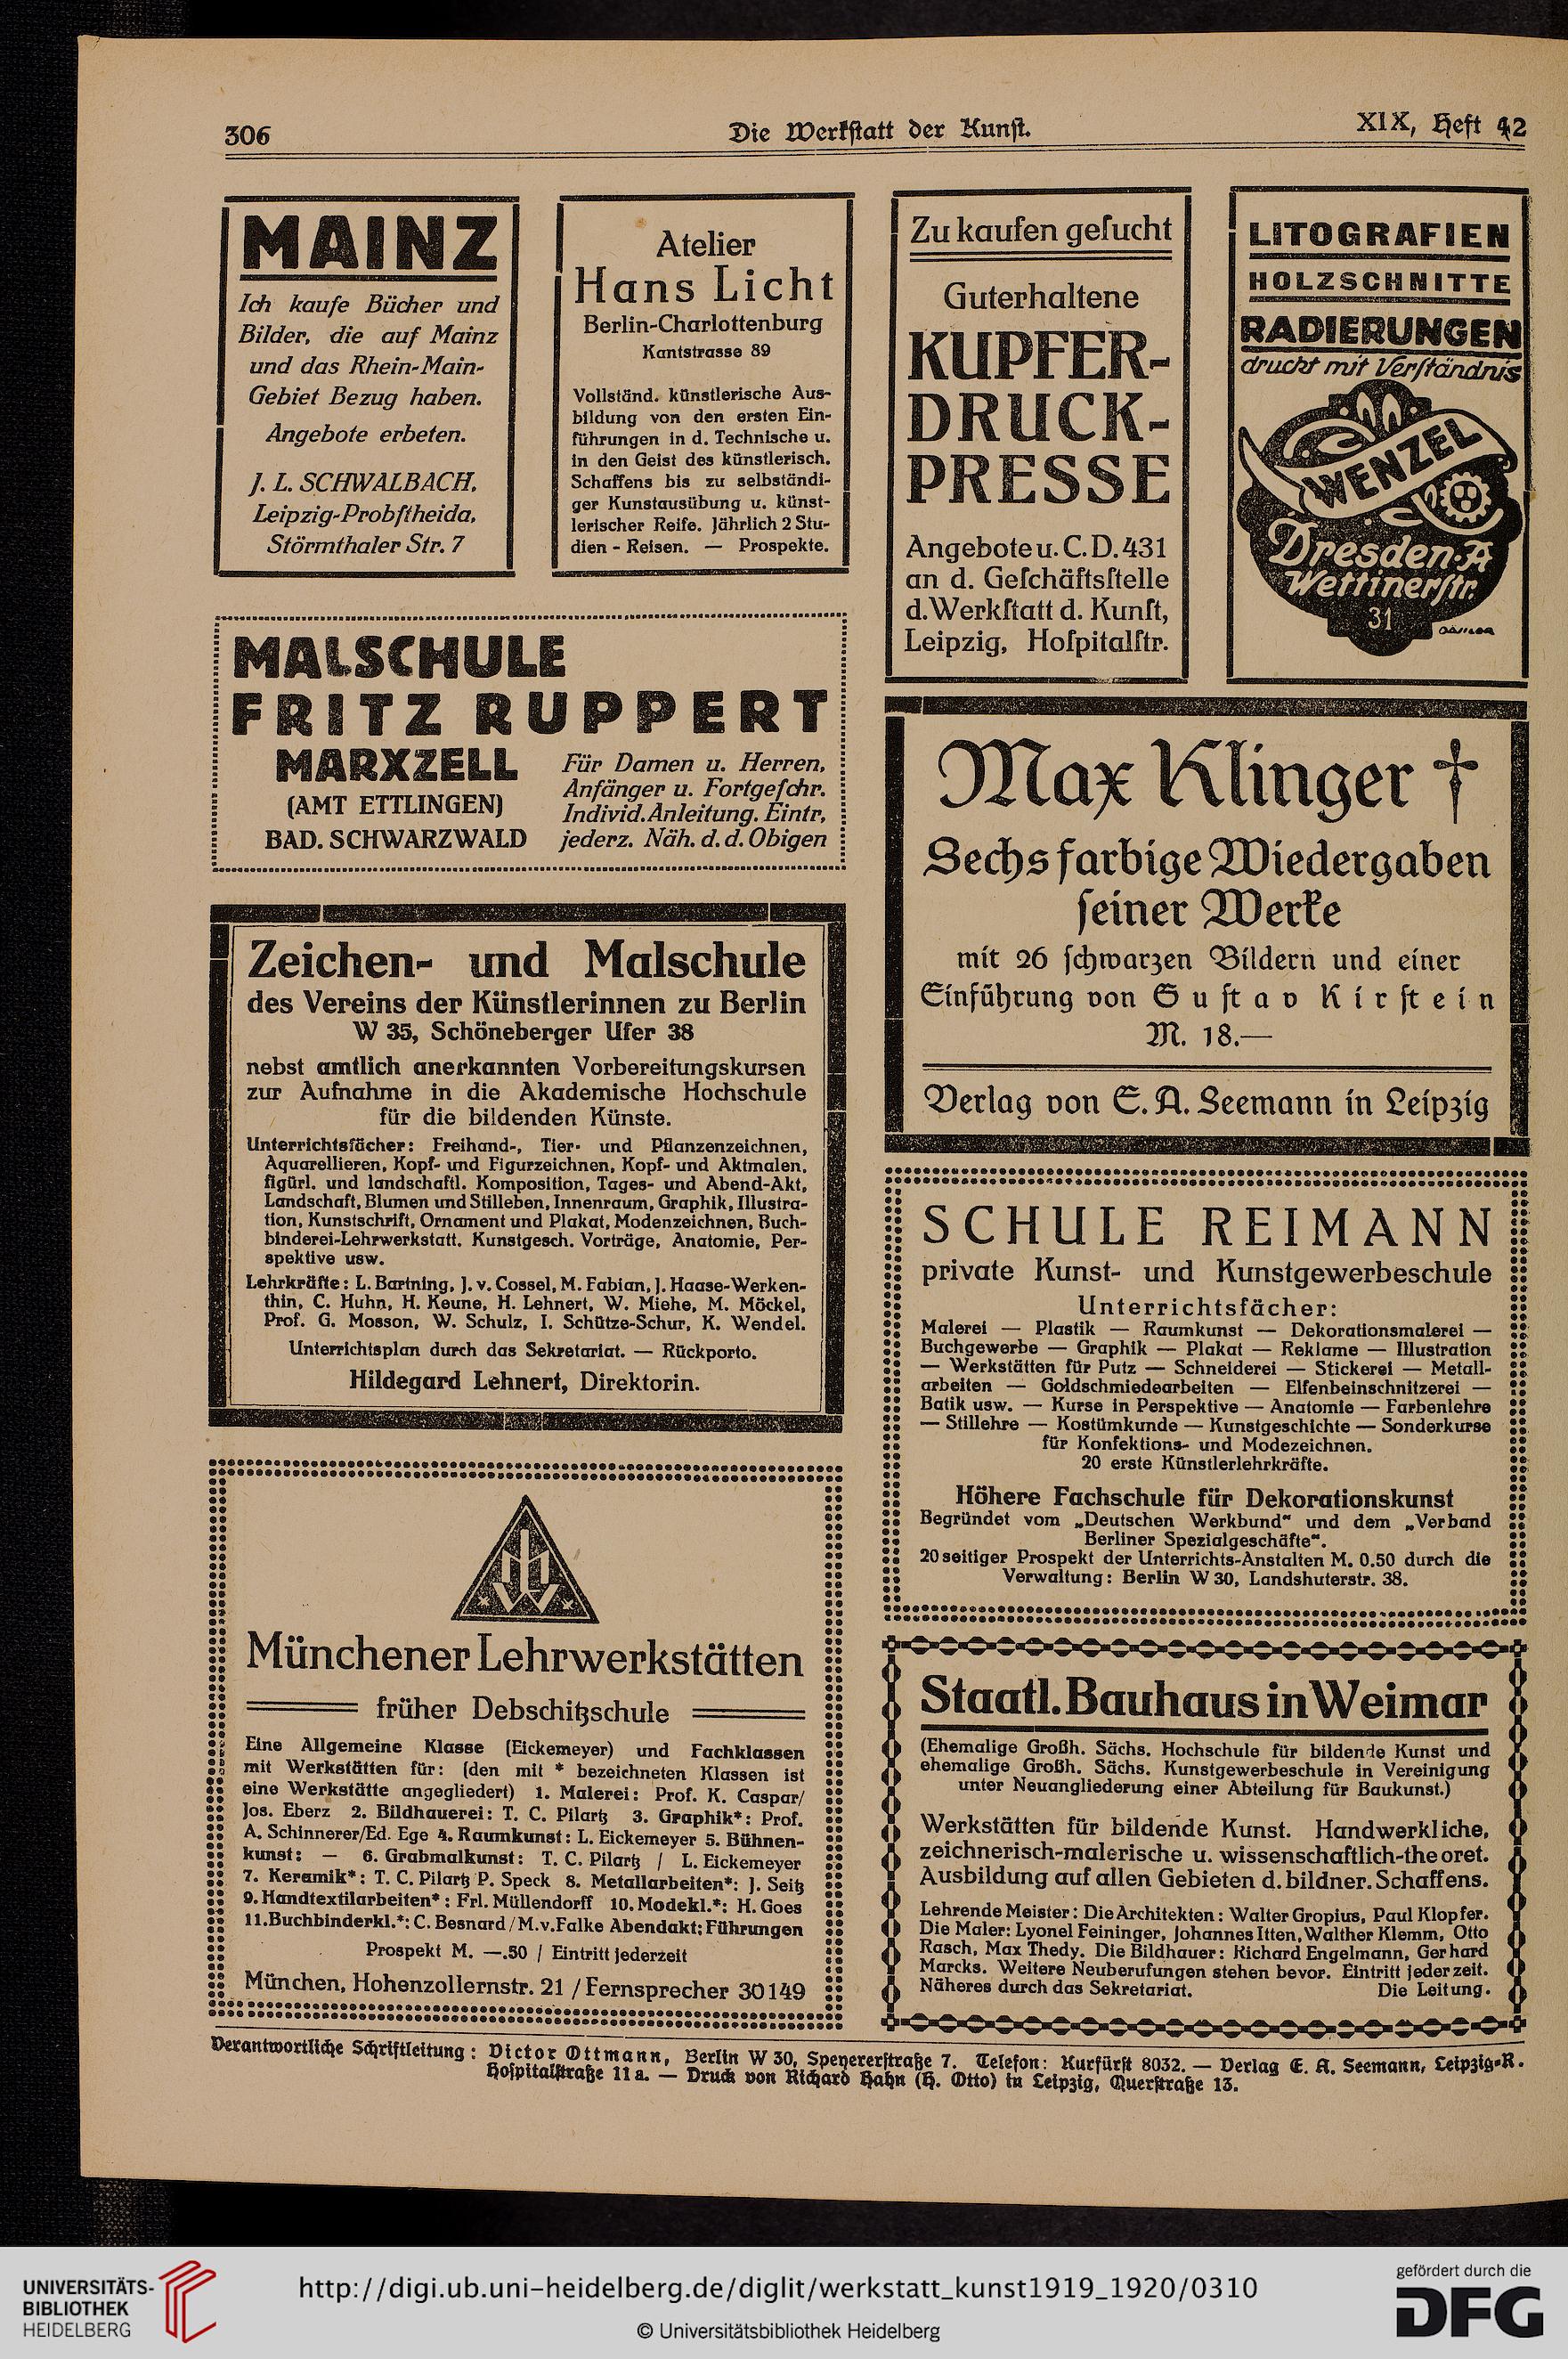 306
Die Werkstatt der Kunst.
XIX, Heft 42
MAINZ
Ich kaufe Bücher und
Bilder, die auf Mainz
und das Rhein-Main-
Gebiet Bezug haben.
Angebote erbeten.
J. L. SCHWALBACH,
Leipzig-Probſtheida,
Störmthaler Str. 7
Atelier
Hans Licht
Berlin-Charlottenburg
Kantstrasse 89
Vollständ. künstlerische Aus-
bildung von den ersten Ein-
führungen in d. Technische u.
in den Geist des künstlerisch.
Schaffens bis zu selbständi-
ger Kunstausübung u. künst-
lerischer Reife. Jährlich 2 Stu-
dien - Reisen. — Prospekte.
Zu kaufen geſucht
Guterhaltene
KUPFER-
DRUCK-
PRESSE
Angebote u. C. D. 431
an d. Geſchäftsſtelle
d. Werkſtatt d. Kunſt,
Leipzig, Hoſpitalſtr.
LITOGRAFIEN
HOLZSCHNITTE
RADIERUNGEN
druckt mit Verſtändnis
WENZEL
Dresden-A
Wettinerſtr.
31
MALSCHULE
FRITZ RUPPERT
MARXZELL
(AMT ETTLINGEN)
BAD. SCHWARZWALD
Für Damen u. Herren,
Anfänger u. Fortgeſchr.
Individ. Anleitung. Eintr,
jederz. Näh. d. d. Obigen
Max Klinger †
Sechs farbige Wiedergaben
ſeiner Werke
mit 26 ſchwarzen Bildern und einer
Einführung von Guſtav Kirſtein
M. 18.—
Verlag von E. A. Seemann in Leipzig
Zeichen- und Malschule
des Vereins der Künstlerinnen zu Berlin
W 35, Schöneberger Ufer 38
nebst amtlich anerkannten Vorbereitungskursen
zur Aufnahme in die Akademische Hochschule
für die bildenden Künste.
Unterrichtsfächer: Freihand-, Tier- und Pflanzenzeichnen,
Aquarellieren, Kopf- und Figurzeichnen, Kopf- und Aktmalen,
figürl. und landschaftl. Komposition, Tages- und Abend-Akt,
Landschaft, Blumen und Stilleben, Innenraum, Graphik, Illustra-
tion, Kunstschrift, Ornament und Plakat, Modenzeichnen, Buch-
binderei-Lehrwerkstatt. Kunstgesch. Vorträge, Anatomie, Per-
spektive usw.
Lehrkräfte: L. Bartning, J. v. Cossel, M. Fabian, J. Haase-Werken-
thin, C. Huhn, H. Keune, H. Lehnert, W. Miehe, M. Möckel,
Prof. G. Mosson, W. Schulz, I. Schütze-Schur, K. Wendel.
Unterrichtsplan durch das Sekretariat. — Rückporto.
Hildegard Lehnert, Direktorin.
SCHULE REIMANN
private Kunst- und Kunstgewerbeschule
Unterrichtsfächer:
Malerei — Plastik — Raumkunst — Dekorationsmalerei —
Buchgewerbe — Graphik — Plakat — Reklame — Illustration
— Werkstätten für Putz — Schneiderei — Stickerei — Metall-
arbeiten — Goldschmiedearbeiten — Elfenbeinschnitzerei —
Batik usw. — Kurse in Perspektive — Anatomie — Farbenlehre
— Stillehre — Kostümkunde — Kunstgeschichte — Sonderkurse
für Konfektions- und Modezeichnen.
20 erste Künstlerlehrkräfte.
Höhere Fachschule für Dekorationskunst
Begründet vom „Deutschen Werkbund“ und dem „Verband
Berliner Spezialgeschäfte“.
20 seitiger Prospekt der Unterrichts-Anstalten M. 0.50 durch die
Verwaltung: Berlin W 30, Landshuterstr. 38.
Münchener Lehrwerkstätten
früher Debschitzschule
Eine Allgemeine Klasse (Eickemeyer) und Fachklassen
mit Werkstätten für: (den mit * bezeichneten Klassen ist
eine Werkstätte angegliedert) 1. Malerei: Prof. K. Caspar/
Jos. Eberz 2. Bildhauerei: T. C. Pilartz 3. Graphik*: Prof.
A. Schinnerer/Ed. Ege 4. Raumkunst: L. Eickemeyer 5. Bühnen-
kunst: — 6. Grabmalkunst: T. C. Pilartz / L. Eickemeyer
7. Keramik*: T. C. Pilartz P. Speck 8. Metallarbeiten*: J. Seitz
9. Handtextilarbeiten*: Frl. Müllendorff 10. Modekl.*: H. Goes
11. Buchbinderkl.*: C. Besnard / M. v. Falke Abendakt; Führungen
Prospekt M. —.50 / Eintritt jederzeit
München, Hohenzollernstr. 21 / Fernsprecher 30149
Staatl. Bauhaus in Weimar
(Ehemalige Großh. Sächs. Hochschule für bildende Kunst und
ehemalige Großh. Sächs. Kunstgewerbeschule in Vereinigung
unter Neuangliederung einer Abteilung für Baukunst.)
Werkstätten für bildende Kunst. Handwerkliche,
zeichnerisch-malerische u. wissenschaftlich-theoret.
Ausbildung auf allen Gebieten d. bildner. Schaffens.
Lehrende Meister: Die Architekten: Walter Gropius, Paul Klopfer.
Die Maler: Lyonel Feininger, Johannes Itten, Walther Klemm, Otto
Rasch, Max Thedy. Die Bildhauer: Richard Engelmann, Gerhard
Marcks. Weitere Neuberufungen stehen bevor. Eintritt jederzeit.
Näheres durch das Sekretariat. Die Leitung.
Verantwortliche Schriftleitung: Victor Ottmann, Berlin W 30, Speyererſtraße 7. Telefon: Kurfürſt 8032. — Verlag E. A. Seemann, Leipzig-R.
Hoſpitalſtraße 11 a. — Druck von Richard Hahn (H. Otto) in Leipzig, Querſtraße 13.
UNIVERSITÄTS-
BIBLIOTHEK
HEIDELBERG
http://digi.ub.uni-heidelberg.de/diglit/werkstatt_kunst1919_1920/0310
© Universitätsbibliothek Heidelberg
gefördert durch die
DFG